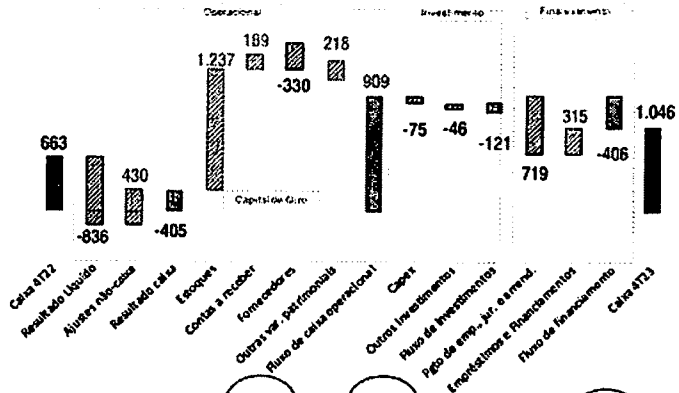 Operacional
Investimento
Financiamento
663
-836
430
-405
1.237
189
-330
218
909
-75
-46
-121
719
315
-406
1.046
Capital de Giro
Caixa 4T22
Resultado Líquido
Ajustes não-caixa
Resultado caixa
Estoques
Contas a receber
Fornecedores
Outras var. patrimoniais
Fluxo de caixa operacional
Capex
Outros Investimentos
Fluxo de Investimentos
Pgto de emp., jur. e arrend.
Empréstimos e Financiamentos
Fluxo de Financiamento
Caixa 4T23